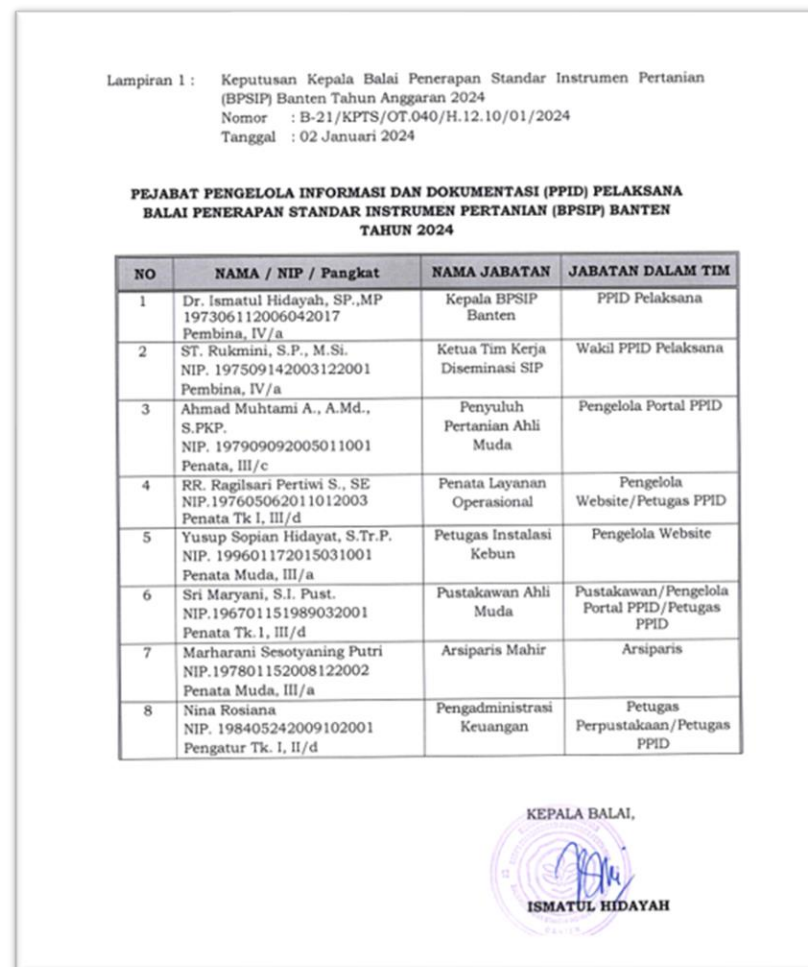 Lampiran 1 : Keputusan Kepala Balai Penerapan Standar Instrumen Pertanian
(BPSIP) Banten Tahun Anggaran 2024
Nomor : B-21/KPTS/OT.040/H.12.10/01/2024
Tanggal : 02 Januari 2024
PEJABAT PENGELOLA INFORMASI DAN DOKUMENTASI (PPID) PELAKSANA
BALAI PENERAPAN STANDAR INSTRUMEN PERTANIAN (BPSIP) BANTEN
TAHUN 2024
NO NAMA / NIP / Pangkat NAMA JABATAN JABATAN DALAM TIM
1 Dr. Ismatul Hidayah, SP.,MP Kepala BPSIP PPID Pelaksana
197306112006042017 Banten
Pembina, IV/a
2 ST. Rukmini, S.P., M.Si. Ketua Tim Kerja Wakil PPID Pelaksana
NIP. 197509142003122001 Diseminasi SIP
Pembina, IV/a
3 Ahmad Muhtami A., A.Md., Penyuluh Pengelola Portal PPID
S.PKP. Pertanian Ahli
NIP. 197909092005011001 Muda
Penata, III/c
4 RR. Ragilsari Pertiwi S., SE Penata Layanan Pengelola
NIP.197605062011012003 Operasional Website/Petugas PPID
Penata Tk I, III/d
5 Yusup Sopian Hidayat, S.Tr.P. Petugas Instalasi Pengelola Website
NIP. 199601172015031001 Kebun
Penata Muda, III/a
6 Sri Maryani, S.I. Pust. Pustakawan Ahli Pustakawan/Pengelola
NIP.196701151989032001 Muda Portal PPID/Petugas
Penata Tk.1, III/d PPID
7 Marharani Sesotyaning Putri Arsiparis Mahir Arsiparis
NIP.197801152008122002
Penata Muda, III/a
8 Nina Rosiana Pengadministrasi Petugas
NIP. 198405242009102001 Keuangan Perpustakaan/Petugas
Pengatur Tk. I, II/d PPID
KEPALA BALAI,
ISMATUL HIDAYAH